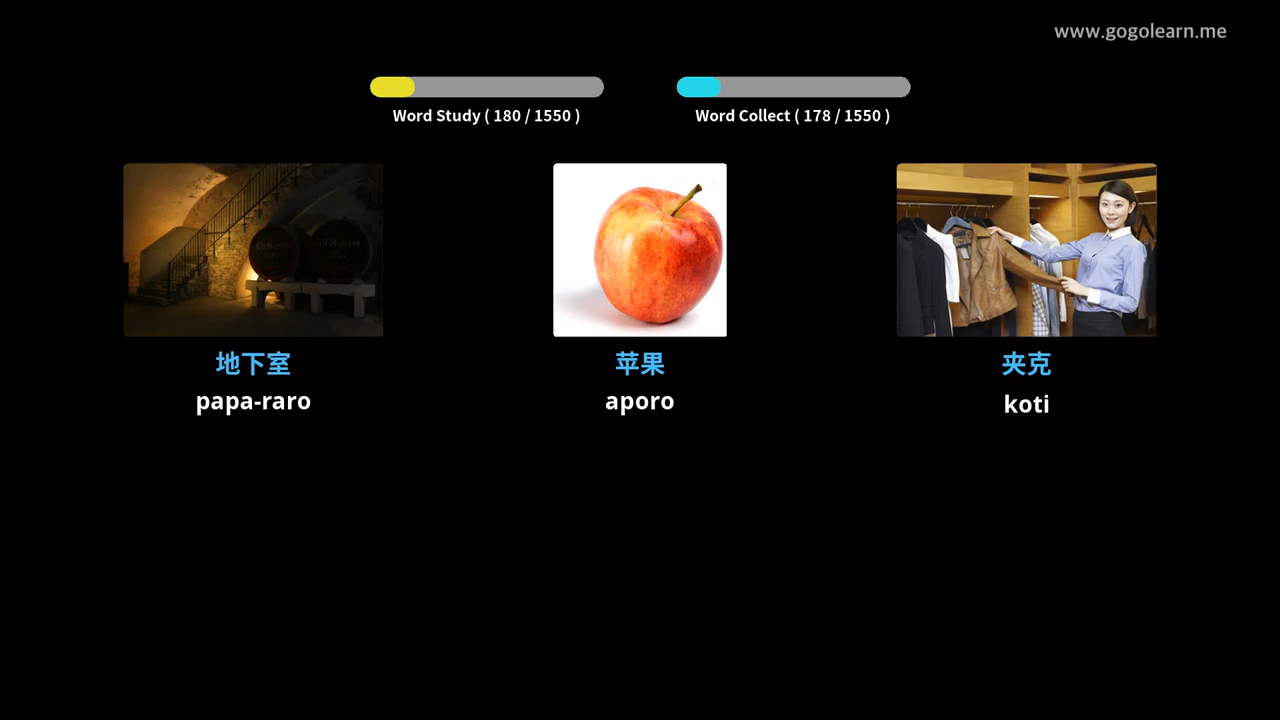 www.gogolearn.me
Word Study ( 180 / 1550 )
Word Collect ( 178 / 1550 )
地下室
苹果
夹克
papa-raro
aporo
koti